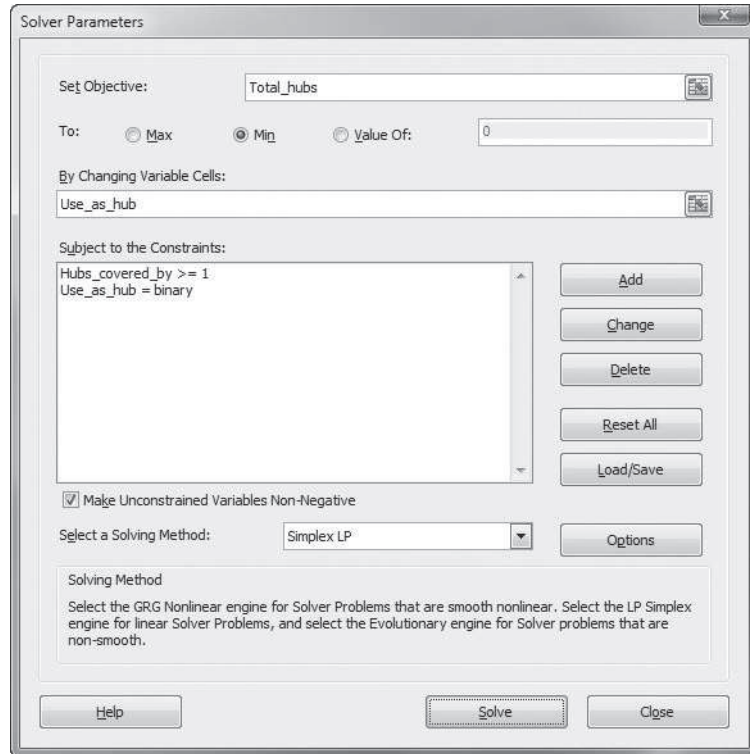 Solver Parameters
Set Objective:
Total_hubs
To:
Max
Min
Value Of:
0
By Changing Variable Cells:
Use_as_hub
Subject to the Constraints:
Hubs_covered_by >= 1
Use_as_hub = binary
Add
Change
Delete
Reset All
Load/Save
Make Unconstrained Variables Non-Negative
Select a Solving Method:
Simplex LP
Options
Solving Method
Select the GRG Nonlinear engine for Solver Problems that are smooth nonlinear. Select the LP Simplex
engine for linear Solver Problems, and select the Evolutionary engine for Solver problems that are
non-smooth.
Help
Solve
Close